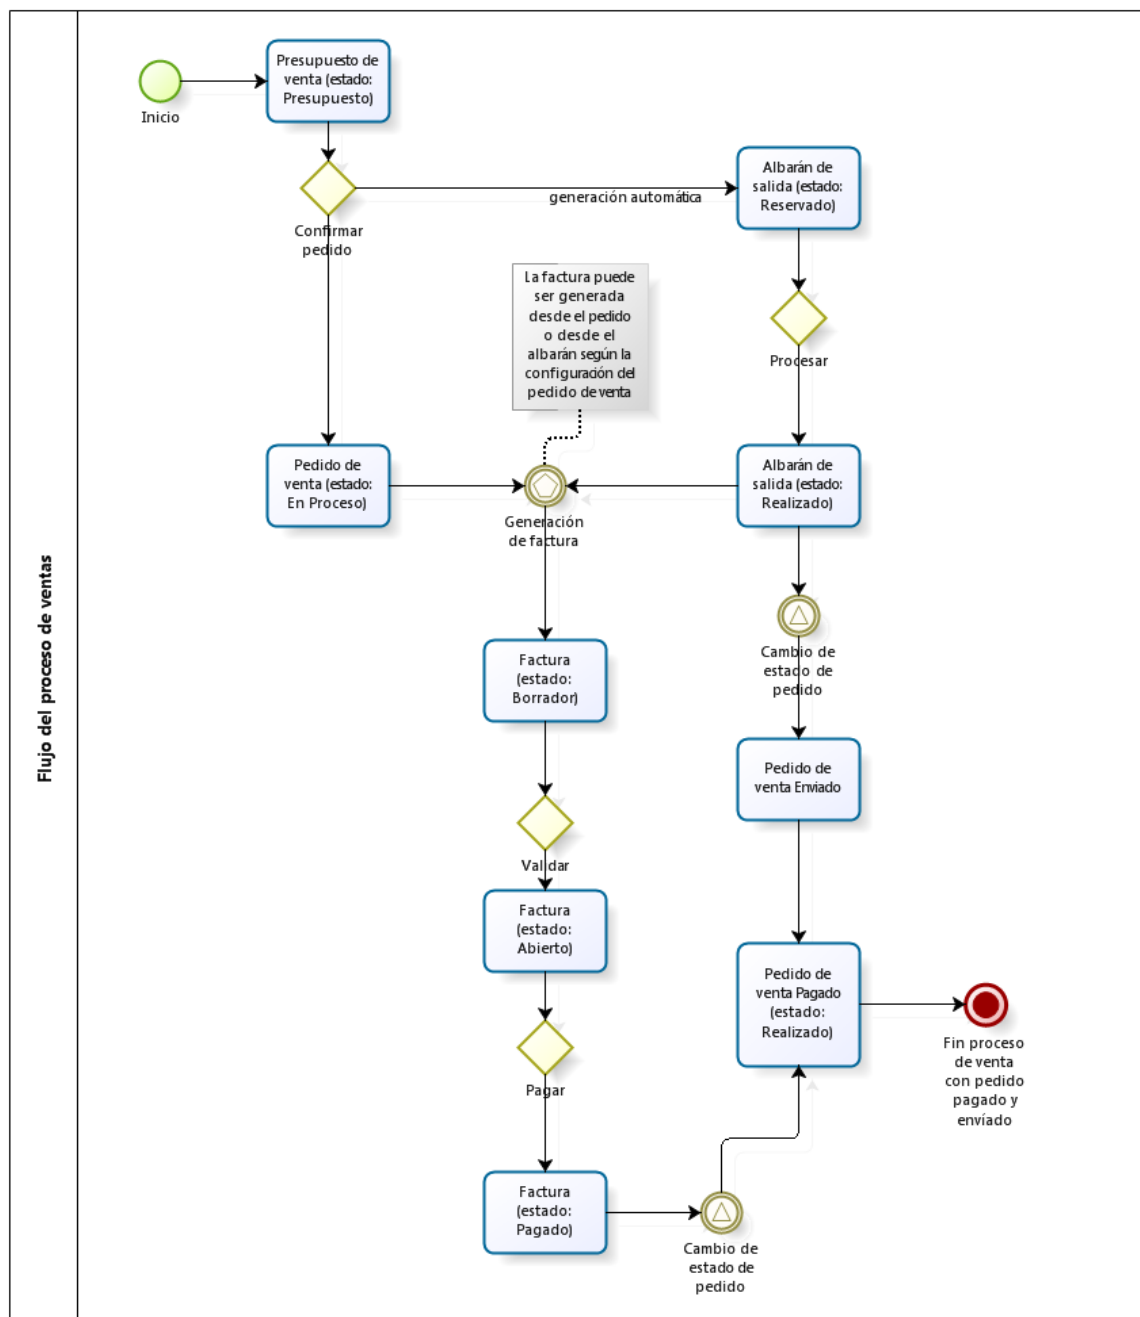 Flujo del proceso de ventas
Inicio
Presupuesto de
venta (estado:
Presupuesto)
Confirmar
pedido
generación automática
Albarán de
salida (estado:
Reservado)
La factura puede
ser generada
desde el pedido
o desde el
albarán según la
configuración del
pedido de venta
Procesar
Pedido de
venta (estado:
En Proceso)
Generación
de factura
Albarán de
salida (estado:
Realizado)
Cambio de
estado de
pedido
Factura
(estado:
Borrador)
Pedido de
venta Enviado
Validar
Factura
(estado:
Abierto)
Pedido de
venta Pagado
(estado:
Realizado)
Fin proceso
de venta
con pedido
pagado y
envíado
Pagar
Factura
(estado:
Pagado)
Cambio de
estado de
pedido